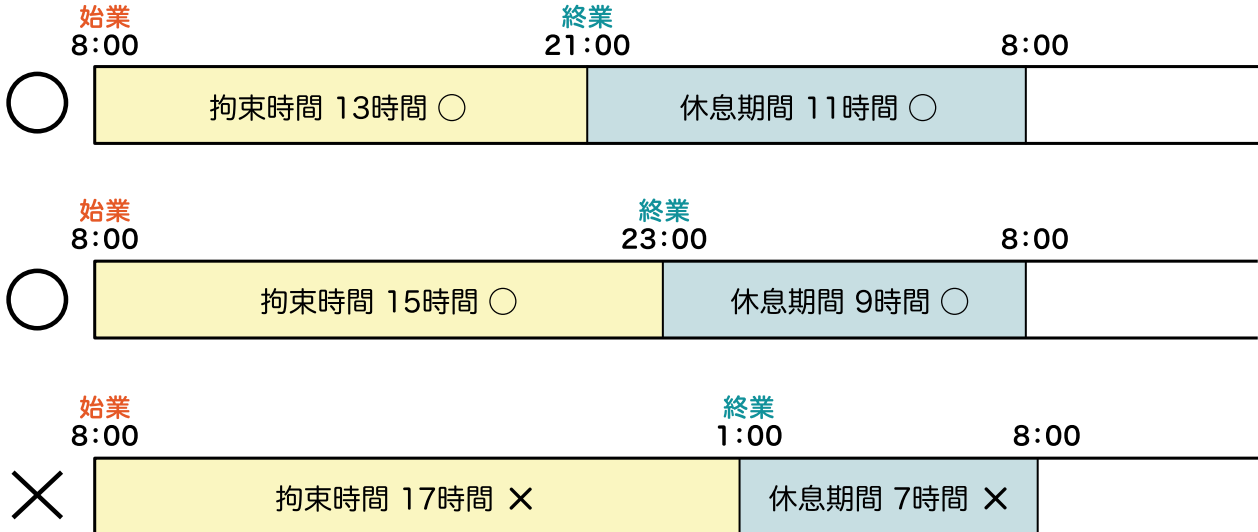 始業 終業
8:00 21:00 8:00
拘束時間 13時間 ○ 休息期間 11時間 ○
始業 終業
8:00 23:00 8:00
拘束時間 15時間 ○ 休息期間 9時間 ○
始業 終業
8:00 1:00 8:00
拘束時間 17時間 × 休息期間 7時間 ×